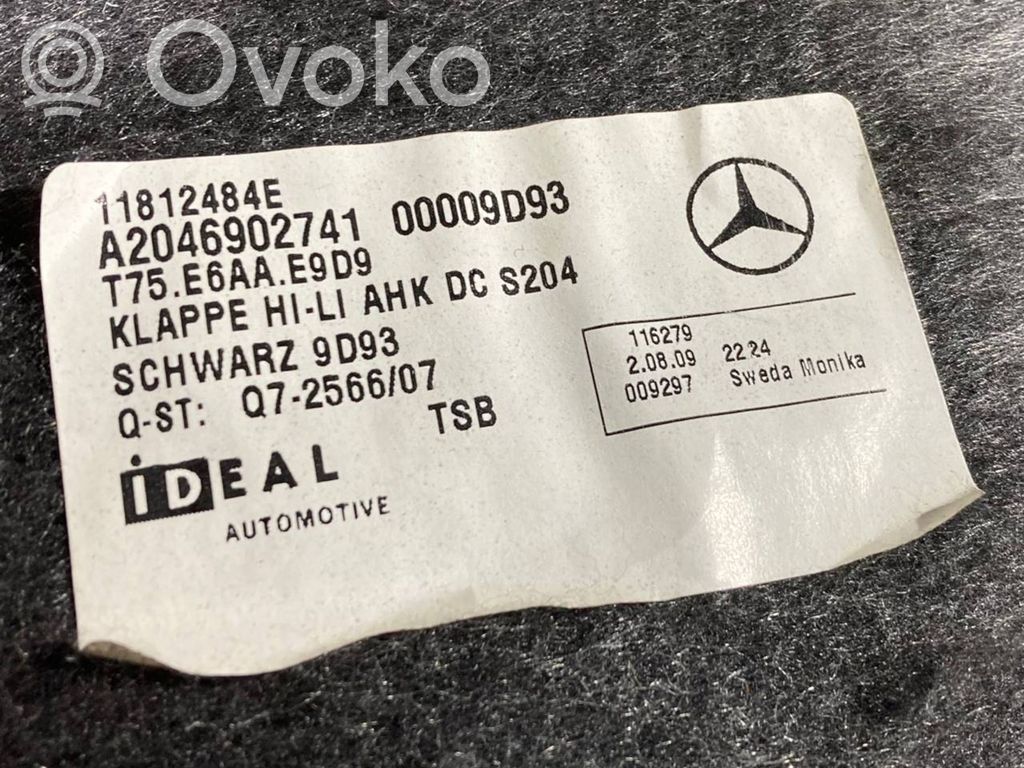 Ovoko
11812484E
A2046902741 00009D93
T75.E6AA.E9D9
KLAPPE HI-LI AHK DC S204
SCHWARZ 9D93
Q-ST: Q7-2566/07
TSB
iDEAL
AUTOMOTIVE
116279
2.08.09 22:24
009297 Sweda Monika